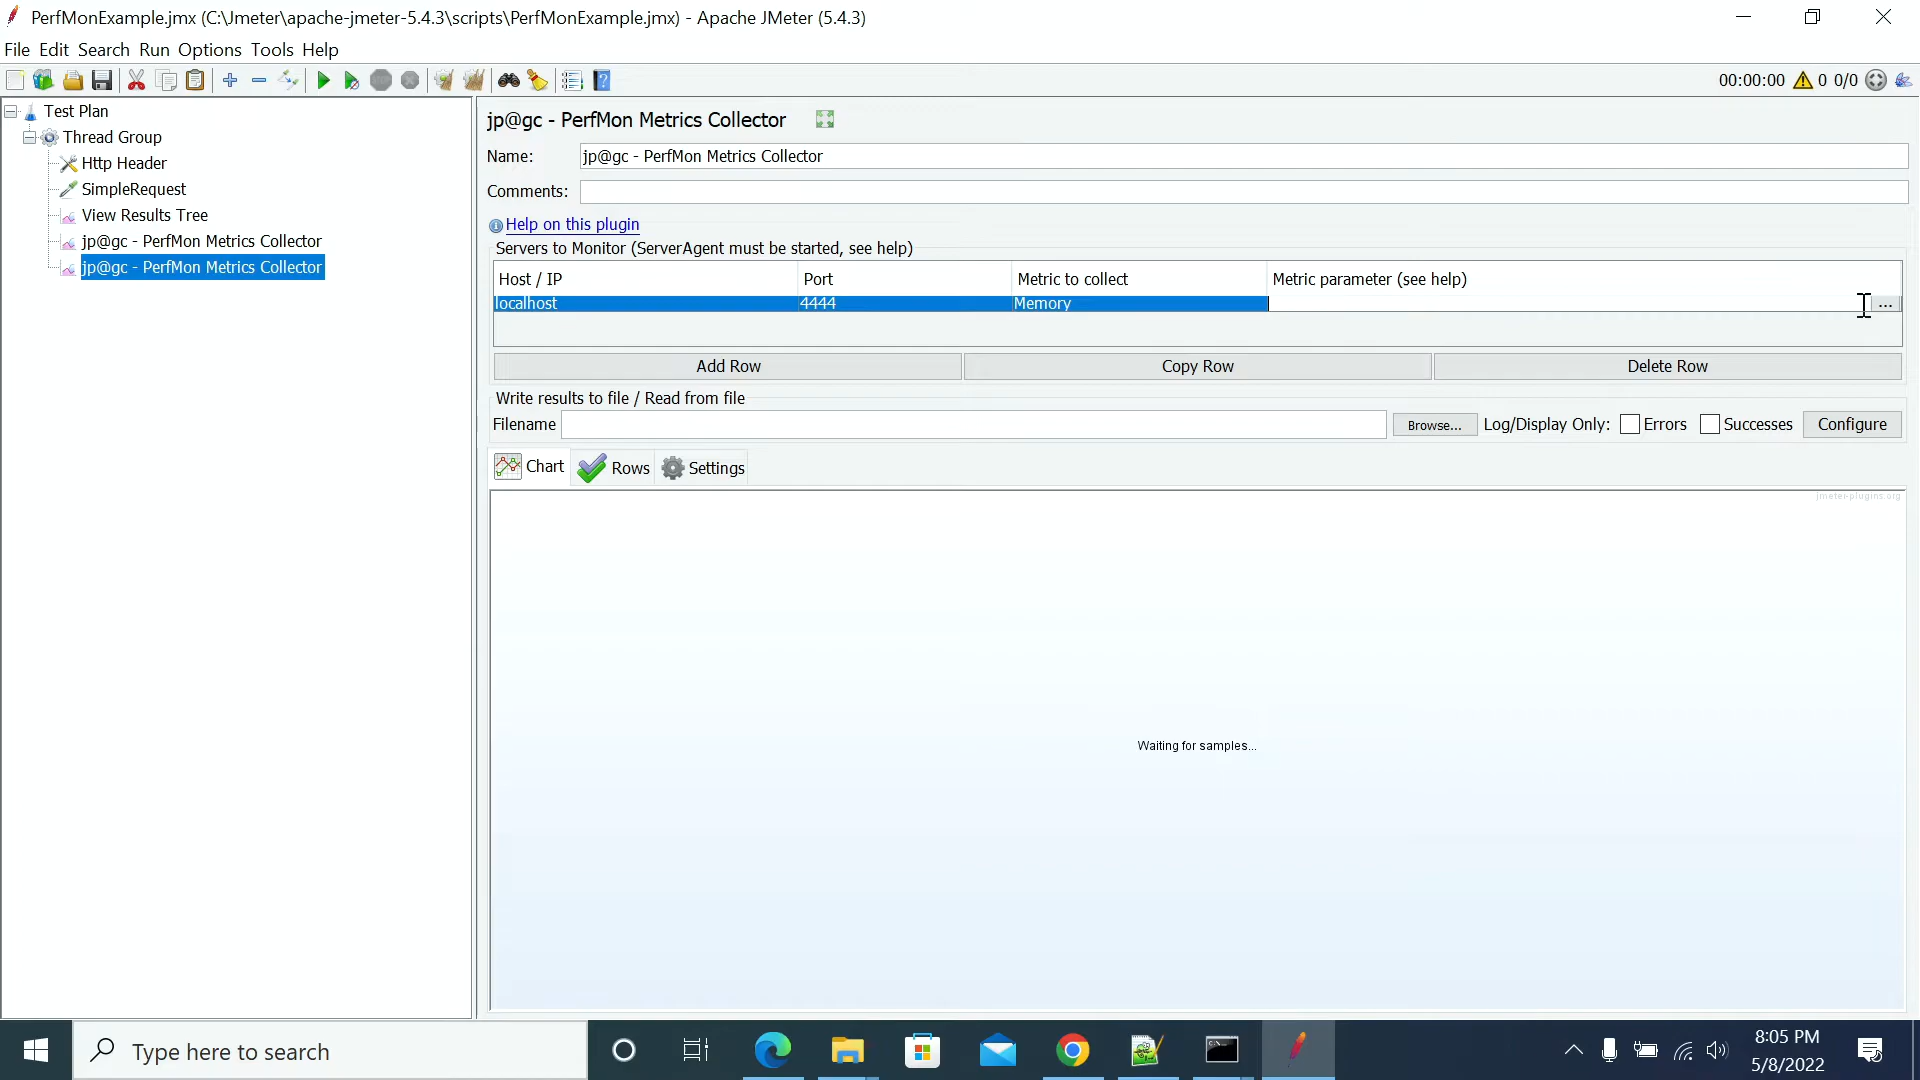 PerfMonExample.jmx (C:\Jmeter\apache-jmeter-5.4.3\scripts\PerfMonExample.jmx) - Apache JMeter (5.4.3)
File Edit Search Run Options Tools Help
00:00:00 0 0/0
Test Plan
Thread Group
Http Header
SimpleRequest
View Results Tree
jp@gc - PerfMon Metrics Collector
jp@gc - PerfMon Metrics Collector
jp@gc - PerfMon Metrics Collector
Name: jp@gc - PerfMon Metrics Collector
Comments:
Help on this plugin
Servers to Monitor (ServerAgent must be started, see help)
Host / IP Port Metric to collect Metric parameter (see help)
localhost 4444 Memory ...
Add Row Copy Row Delete Row
Write results to file / Read from file
Filename Browse... Log/Display Only: Errors Successes Configure
Chart Rows Settings
jmeter-plugins.org
Waiting for samples...
Type here to search
8:05 PM
5/8/2022